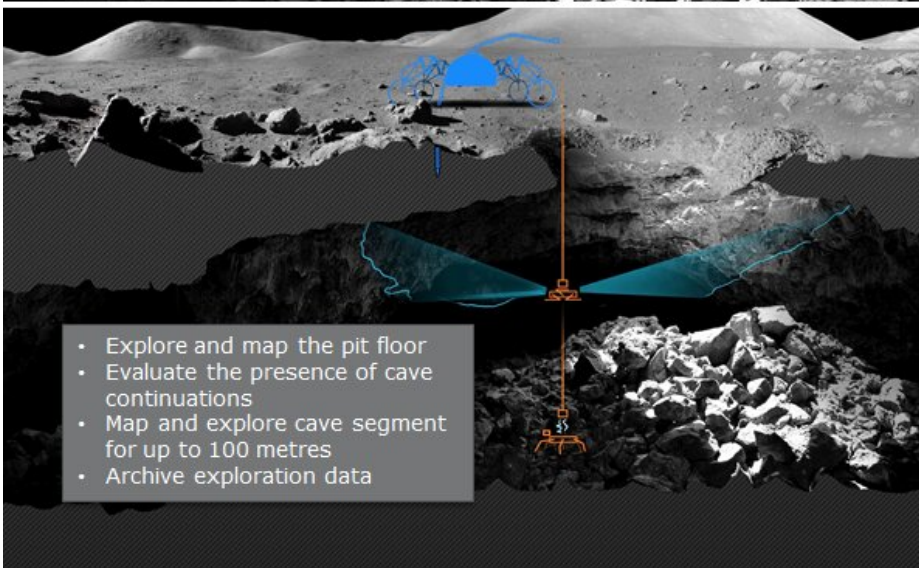 • Explore and map the pit floor
• Evaluate the presence of cave
continuations
• Map and explore cave segment
for up to 100 metres
• Archive exploration data